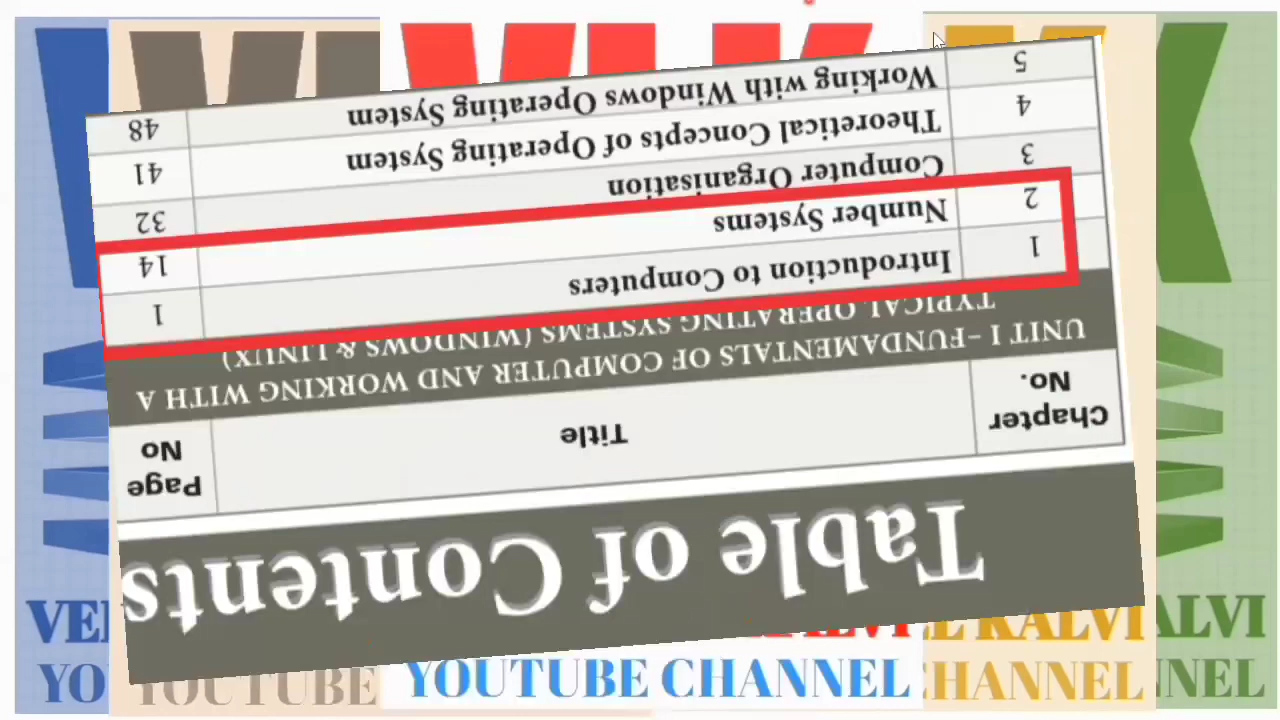 Table of Contents
Chapter No.
Title
Page No
UNIT I –FUNDAMENTALS OF COMPUTER AND WORKING WITH A
TYPICAL OPERATING SYSTEMS (WINDOWS & LINUX)
1 Introduction to Computers 1
2 Number Systems 14
3 Computer Organisation 32
4 Theoretical Concepts of Operating System 41
5 Working with Windows Operating System 48
YOUTUBE CHANNEL